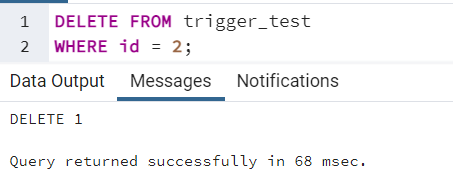 1 DELETE FROM trigger_test
2 WHERE id = 2;
Data Output Messages Notifications
DELETE 1
Query returned successfully in 68 msec.